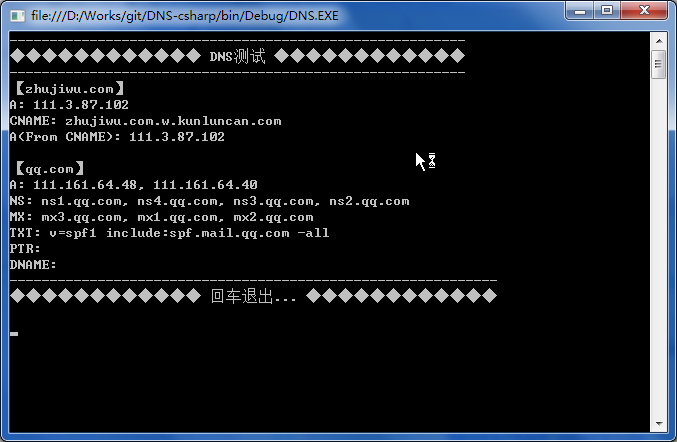 file:///D:/Works/git/DNS-csharp/bin/Debug/DNS.EXE
---------------------------------------------------------
◆◆◆◆◆◆◆◆◆◆◆◆ DNS测试 ◆◆◆◆◆◆◆◆◆◆◆◆
---------------------------------------------------------
【zhujiwu.com】
A: 111.3.87.102
CNAME: zhujiwu.com.w.kunluncan.com
A(From CNAME): 111.3.87.102
【qq.com】
A: 111.161.64.48, 111.161.64.40
NS: ns1.qq.com, ns4.qq.com, ns3.qq.com, ns2.qq.com
MX: mx3.qq.com, mx1.qq.com, mx2.qq.com
TXT: v=spf1 include:spf.mail.qq.com -all
PTR:
DNAME:
-------------------------------------------------------------
◆◆◆◆◆◆◆◆◆◆◆◆ 回车退出... ◆◆◆◆◆◆◆◆◆◆◆◆